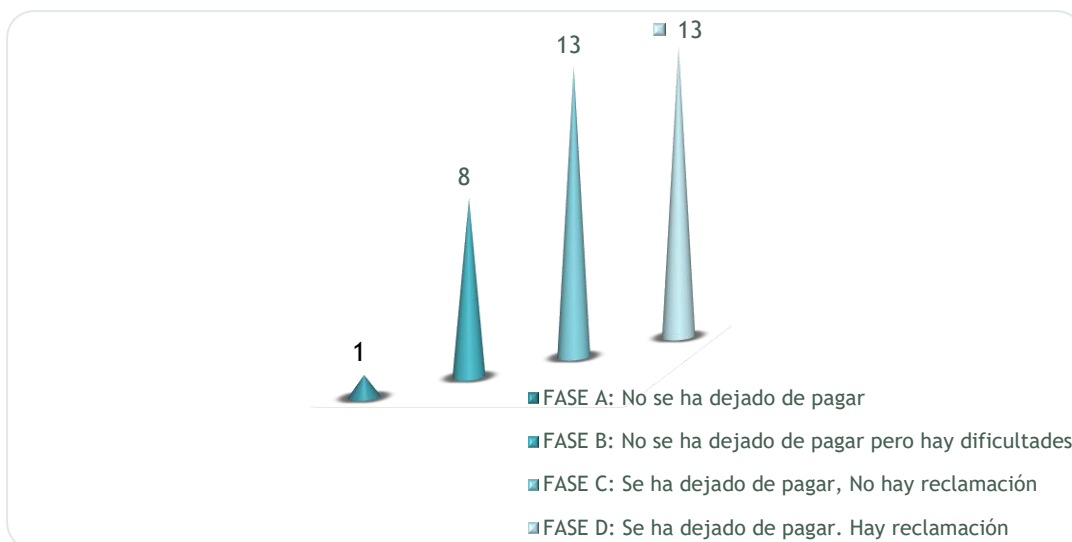 13
13
8
1
FASE A: No se ha dejado de pagar
FASE B: No se ha dejado de pagar pero hay dificultades
FASE C: Se ha dejado de pagar, No hay reclamación
FASE D: Se ha dejado de pagar. Hay reclamación